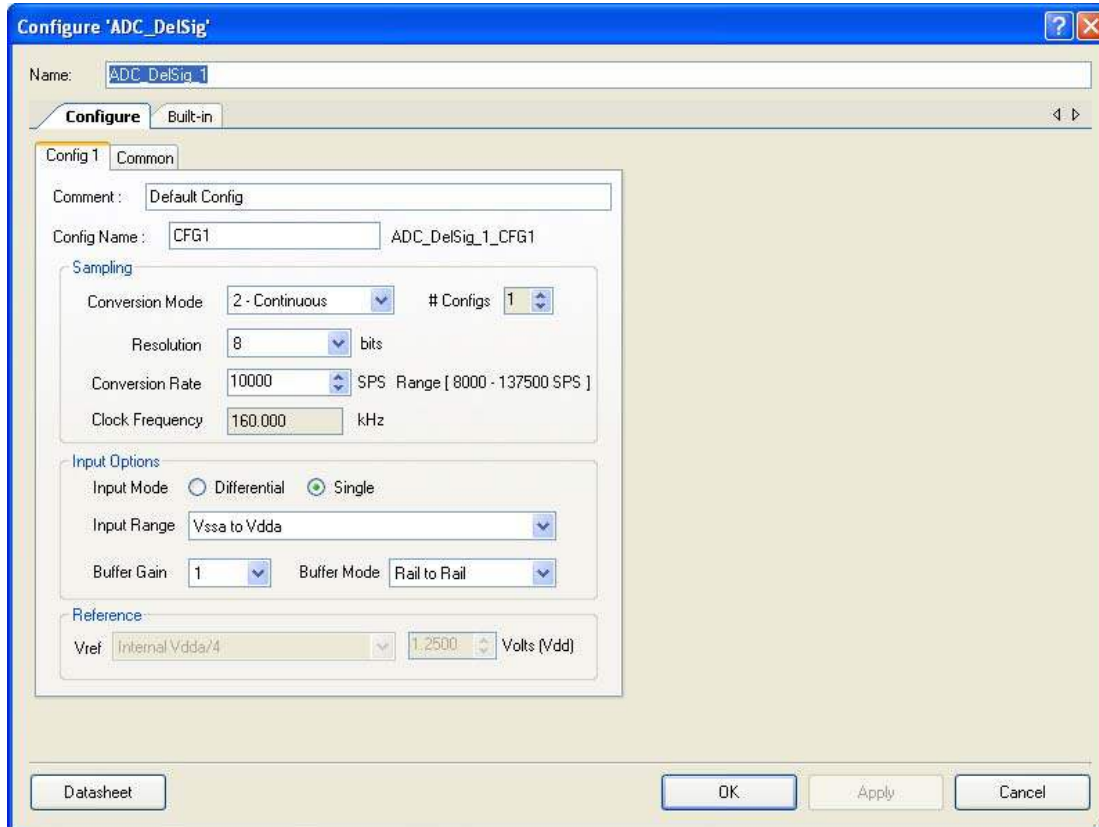 Configure 'ADC_DelSig'
Name: ADC_DelSig_1
Configure Built-in
Config 1 Common
Comment : Default Config
Config Name : CFG1 ADC_DelSig_1_CFG1
Sampling
Conversion Mode 2 - Continuous # Configs 1
Resolution 8 bits
Conversion Rate 10000 SPS Range [ 8000 - 137500 SPS ]
Clock Frequency 160.000 kHz
Input Options
Input Mode Differential Single
Input Range Vssa to Vdda
Buffer Gain 1 Buffer Mode Rail to Rail
Reference
Vref Internal Vdda/4 1.2500 Volts (Vdd)
Datasheet OK Apply Cancel